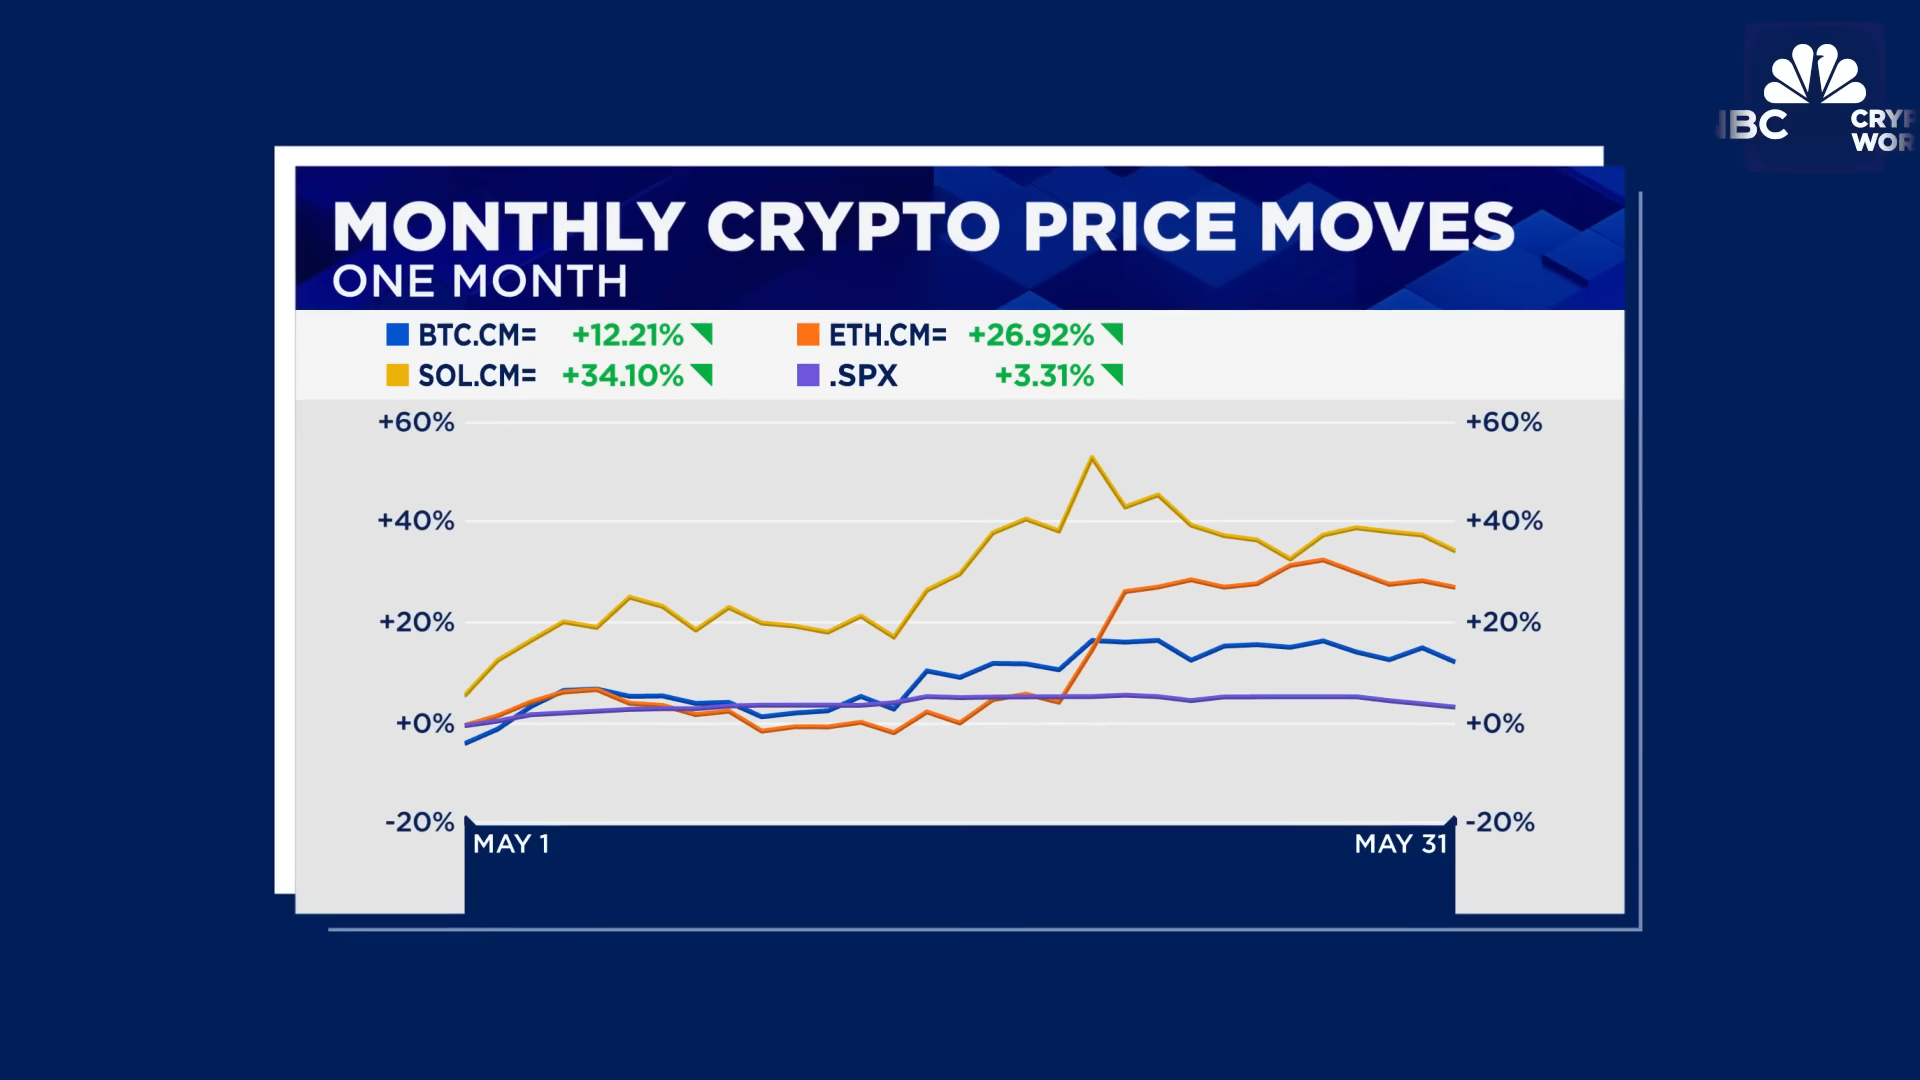 MONTHLY CRYPTO PRICE MOVES
ONE MONTH
BTC.CM= +12.21% ETH.CM= +26.92%
SOL.CM= +34.10% .SPX +3.31%
+60% +60%
+40% +40%
+20% +20%
+0% +0%
-20% -20%
MAY 1 MAY 31